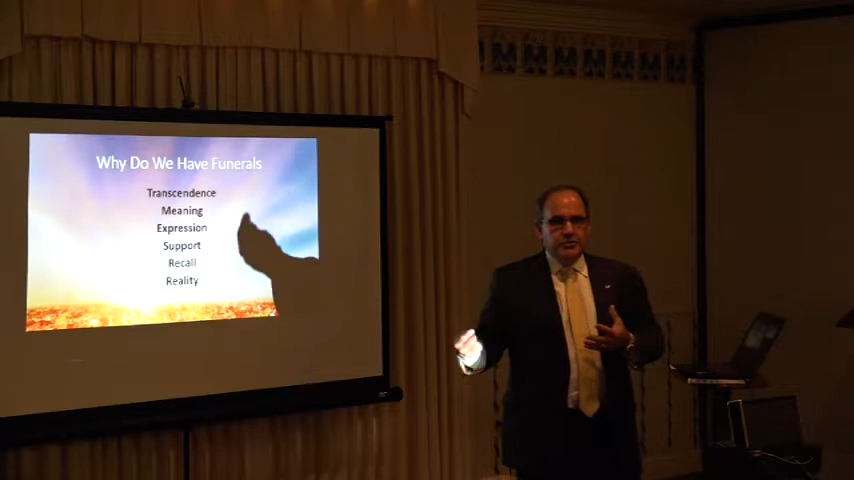 Why Do We Have Funerals
Transcendence
Meaning
Expression
Support
Recall
Reality